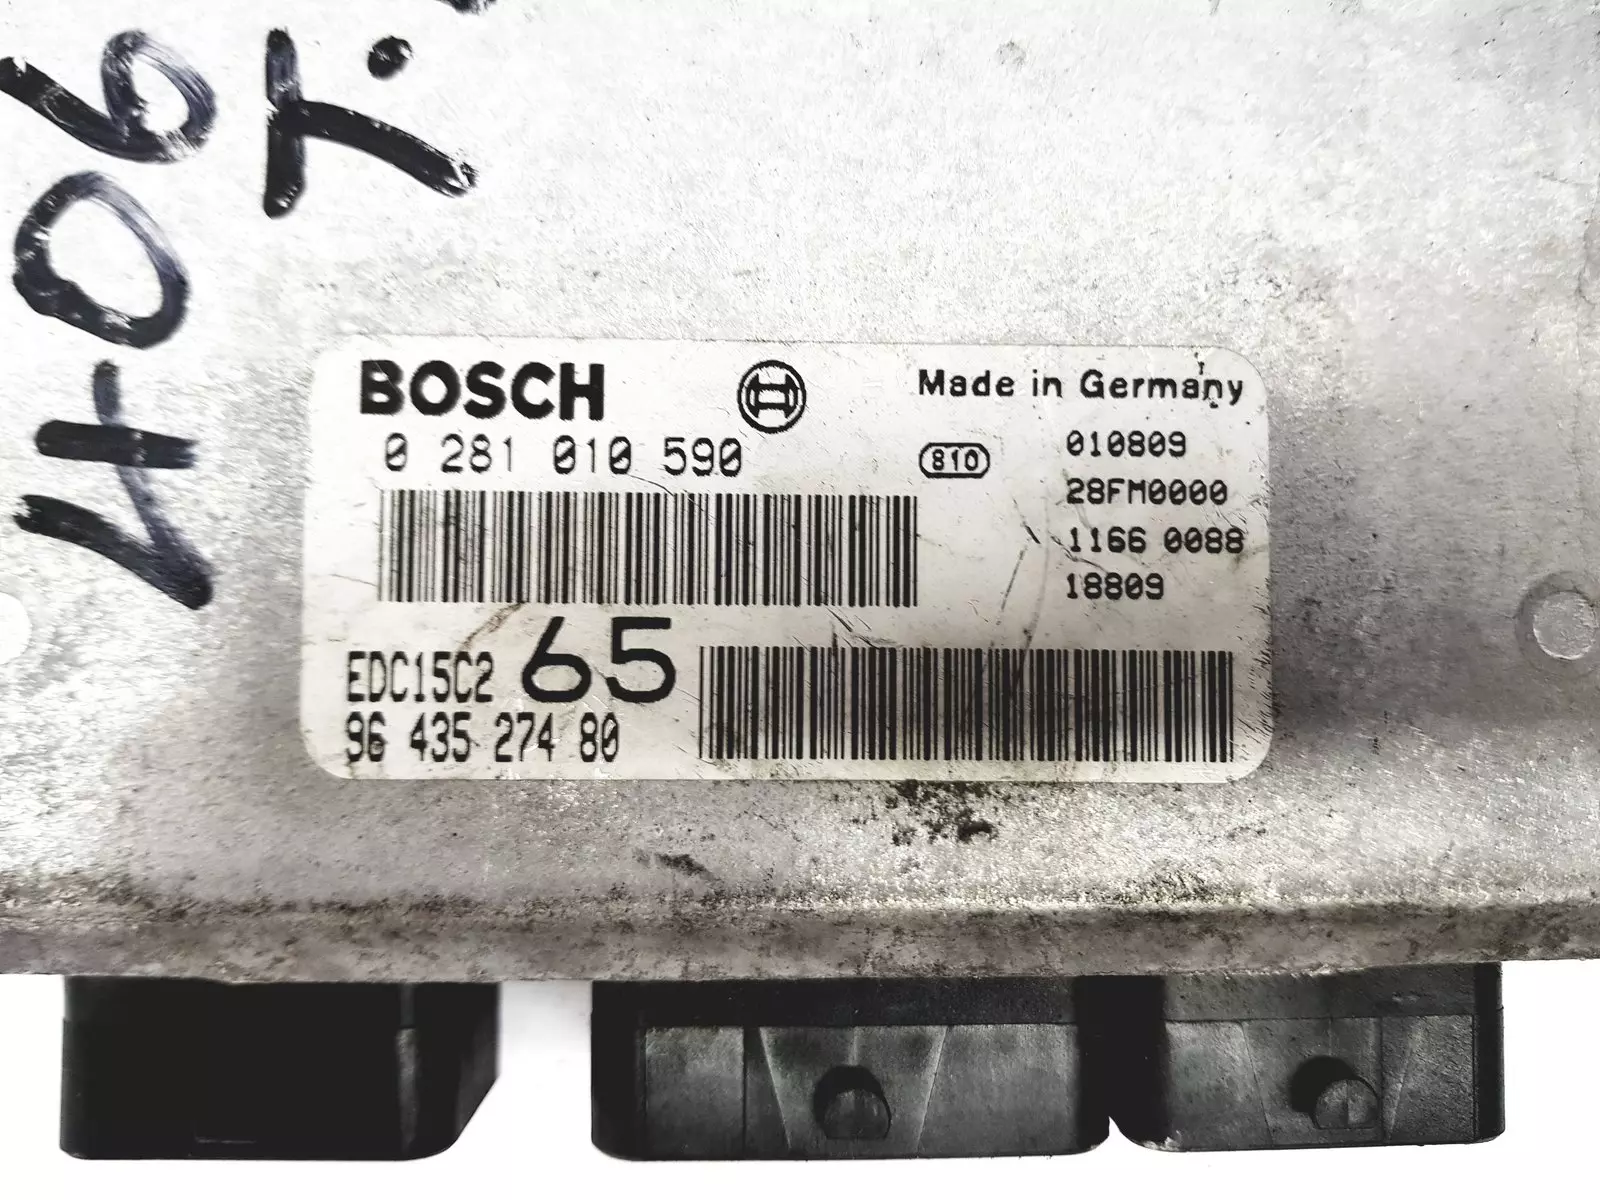 406
T.
BOSCH
Made in Germany
0 281 010 590
810
010809
28FM0000
1166 0088
18809
EDC15C2
65
96 435 274 80